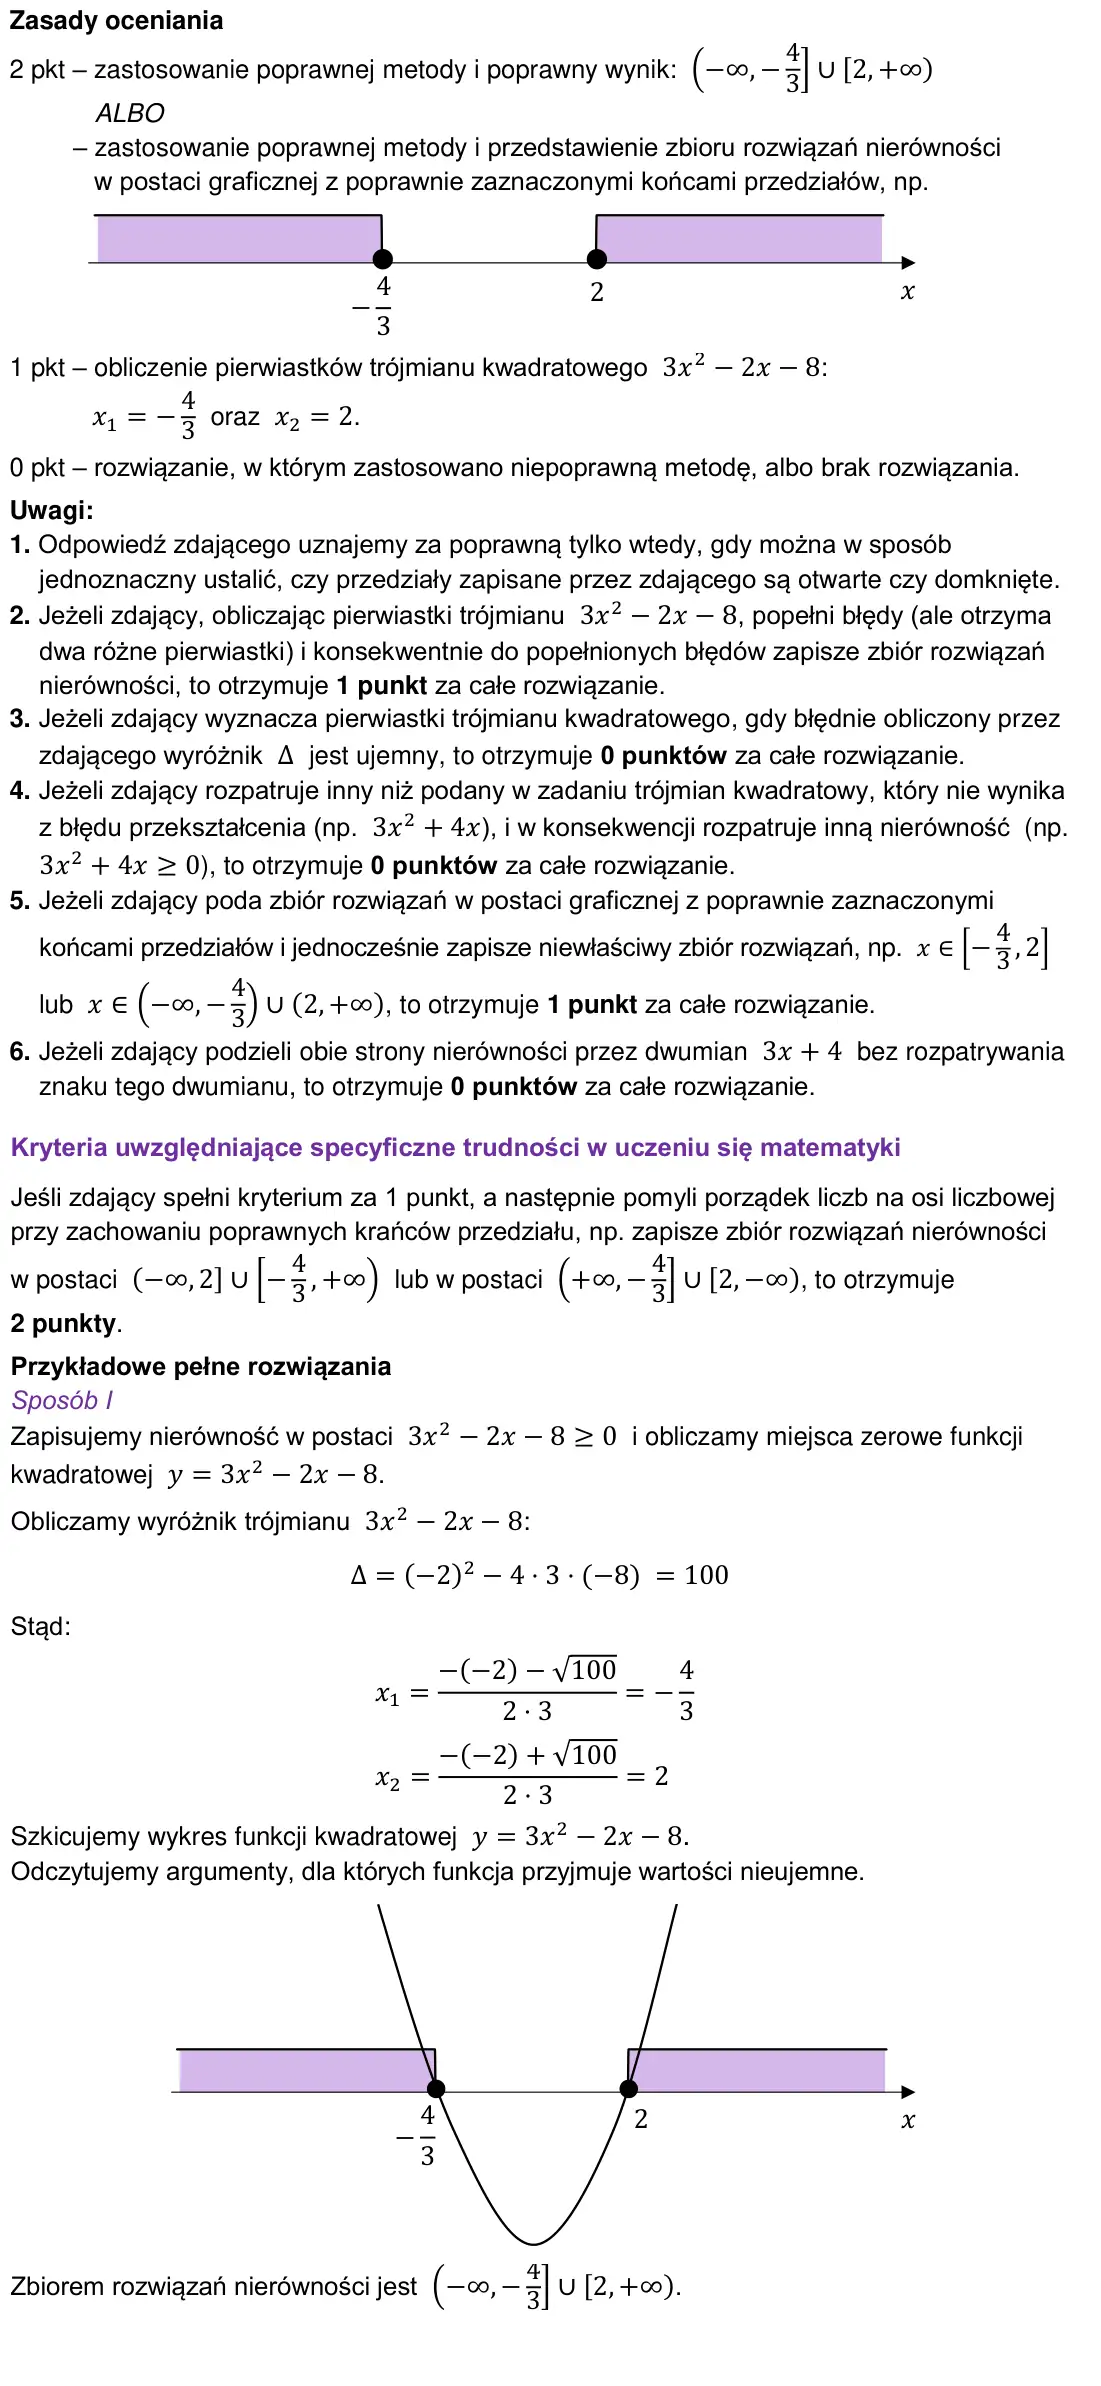 Zasady oceniania
2 pkt – zastosowanie poprawnej metody i poprawny wynik: (−∞, −4/3] ∪ [2, +∞)
ALBO
– zastosowanie poprawnej metody i przedstawienie zbioru rozwiązań nierówności
w postaci graficznej z poprawnie zaznaczonymi końcami przedziałów, np.
−4/3 2 x
1 pkt – obliczenie pierwiastków trójmianu kwadratowego 3x² − 2x − 8:
x₁ = −4/3 oraz x₂ = 2.
0 pkt – rozwiązanie, w którym zastosowano niepoprawną metodę, albo brak rozwiązania.
Uwagi:
1. Odpowiedź zdającego uznajemy za poprawną tylko wtedy, gdy można w sposób
jednoznaczny ustalić, czy przedziały zapisane przez zdającego są otwarte czy domknięte.
2. Jeżeli zdający, obliczając pierwiastki trójmianu 3x² − 2x − 8, popełni błędy (ale otrzyma
dwa różne pierwiastki) i konsekwentnie do popełnionych błędów zapisze zbiór rozwiązań
nierówności, to otrzymuje 1 punkt za całe rozwiązanie.
3. Jeżeli zdający wyznacza pierwiastki trójmianu kwadratowego, gdy błędnie obliczony przez
zdającego wyróżnik Δ jest ujemny, to otrzymuje 0 punktów za całe rozwiązanie.
4. Jeżeli zdający rozpatruje inny niż podany w zadaniu trójmian kwadratowy, który nie wynika
z błędu przekształcenia (np. 3x² + 4x), i w konsekwencji rozpatruje inną nierówność (np.
3x² + 4x ≥ 0), to otrzymuje 0 punktów za całe rozwiązanie.
5. Jeżeli zdający poda zbiór rozwiązań w postaci graficznej z poprawnie zaznaczonymi
końcami przedziałów i jednocześnie zapisze niewłaściwy zbiór rozwiązań, np. x ∈ [−4/3, 2]
lub x ∈ (−∞, −4/3) ∪ (2, +∞), to otrzymuje 1 punkt za całe rozwiązanie.
6. Jeżeli zdający podzieli obie strony nierówności przez dwumian 3x + 4 bez rozpatrywania
znaku tego dwumianu, to otrzymuje 0 punktów za całe rozwiązanie.
Kryteria uwzględniające specyficzne trudności w uczeniu się matematyki
Jeśli zdający spełni kryterium za 1 punkt, a następnie pomyli porządek liczb na osi liczbowej
przy zachowaniu poprawnych krańców przedziału, np. zapisze zbiór rozwiązań nierówności
w postaci (−∞, 2] ∪ [−4/3, +∞) lub w postaci (+∞, −4/3] ∪ [2, −∞), to otrzymuje
2 punkty.
Przykładowe pełne rozwiązania
Sposób I
Zapisujemy nierówność w postaci 3x² − 2x − 8 ≥ 0 i obliczamy miejsca zerowe funkcji
kwadratowej y = 3x² − 2x − 8.
Obliczamy wyróżnik trójmianu 3x² − 2x − 8:
Δ = (−2)² − 4 · 3 · (−8) = 100
Stąd:
x₁ = (−(−2) − √100)/(2 · 3) = −4/3
x₂ = (−(−2) + √100)/(2 · 3) = 2
Szkicujemy wykres funkcji kwadratowej y = 3x² − 2x − 8.
Odczytujemy argumenty, dla których funkcja przyjmuje wartości nieujemne.
−4/3 2 x
Zbiorem rozwiązań nierówności jest (−∞, −4/3] ∪ [2, +∞).